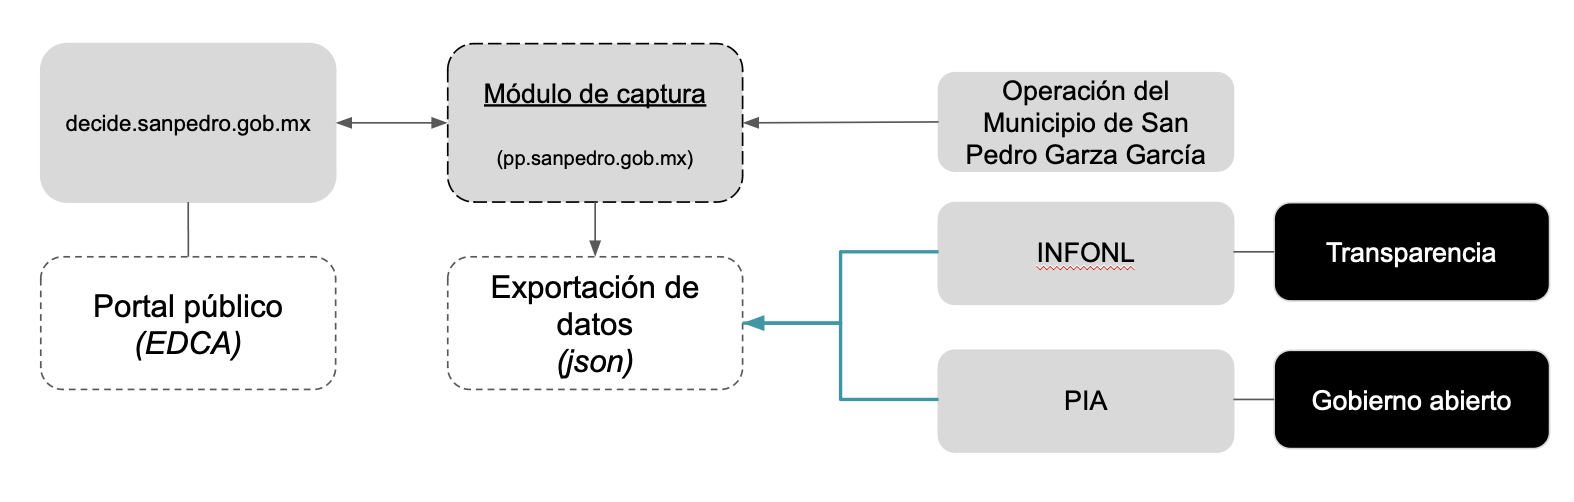 decide.sanpedro.gob.mx
Módulo de captura
(pp.sanpedro.gob.mx)
Operación del
Municipio de San
Pedro Garza García
Portal público
(EDCA)
Exportación de
datos
(json)
INFONL
Transparencia
PIA
Gobierno abierto